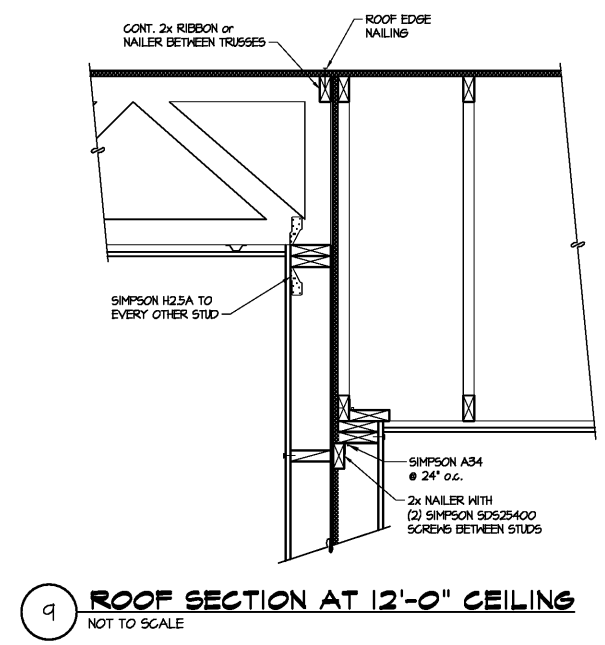 ROOF EDGE
NAILING
CONT. 2x RIBBON or
NAILER BETWEEN TRUSSES
SIMPSON H2.5A TO
EVERY OTHER STUD
SIMPSON A34
@ 24" o.c.
2x NAILER WITH
(2) SIMPSON SDS25400
SCREWS BETWEEN STUDS
9
ROOF SECTION AT 12'-0" CEILING
NOT TO SCALE